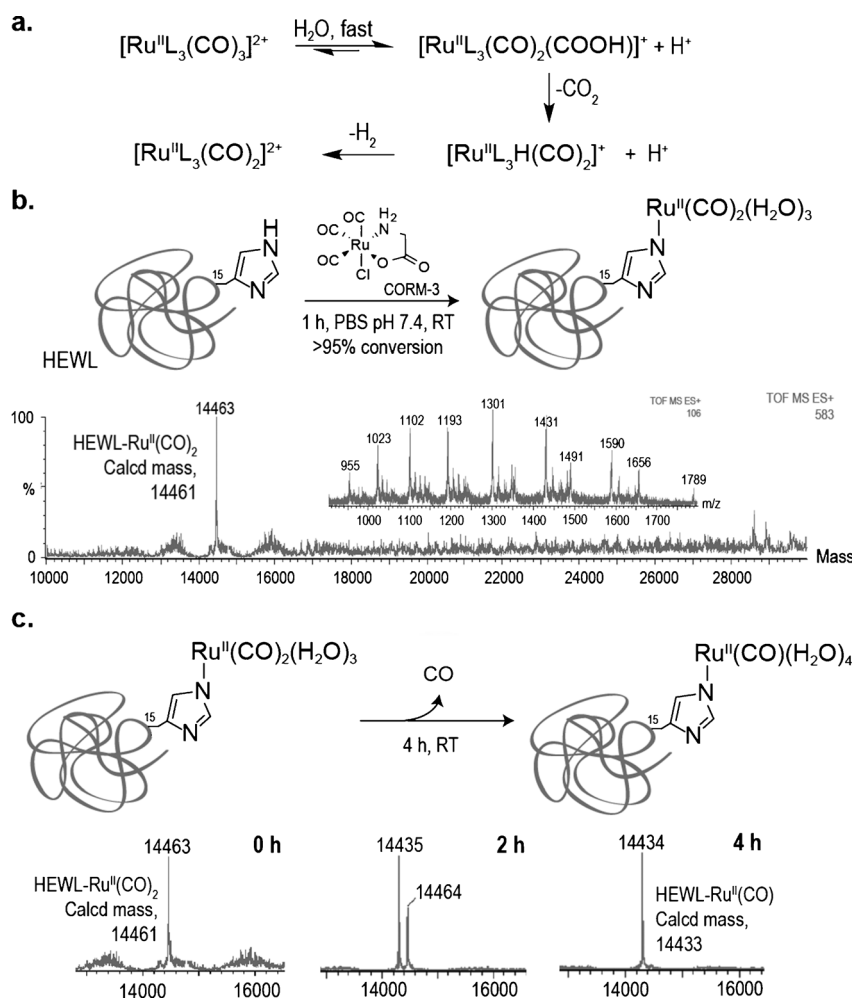 a.
[RuᴵᴵL₃(CO)₃]²⁺ H₂O, fast [RuᴵᴵL₃(CO)₂(COOH)]⁺ + H⁺
-CO₂
[RuᴵᴵL₃(CO)₂]²⁺ -H₂ [RuᴵᴵL₃H(CO)₂]⁺ + H⁺
b.
HEWL
15
H
N
N
CO
OC
OC
Ru
H₂
N
O
O
Cl
CORM-3
1 h, PBS pH 7.4, RT
>95% conversion
Ruᴵᴵ(CO)₂(H₂O)₃
15
N
N
100
%
0
14463
HEWL-Ruᴵᴵ(CO)₂
Calcd mass,
14461
955 1023 1102 1193 1301 1431 1491 1590 1656 1789
1000 1100 1200 1300 1400 1500 1600 1700 m/z
TOF MS ES+
106
TOF MS ES+
583
10000 12000 14000 16000 18000 20000 22000 24000 26000 28000 Mass
c.
Ruᴵᴵ(CO)₂(H₂O)₃
15
N
N
CO
4 h, RT
Ruᴵᴵ(CO)(H₂O)₄
15
N
N
14463 0 h
HEWL-Ruᴵᴵ(CO)₂
Calcd mass,
14461
14000 16000
14435 2 h
14464
14000 16000
14434 4 h
HEWL-Ruᴵᴵ(CO)
Calcd mass,
14433
14000 16000